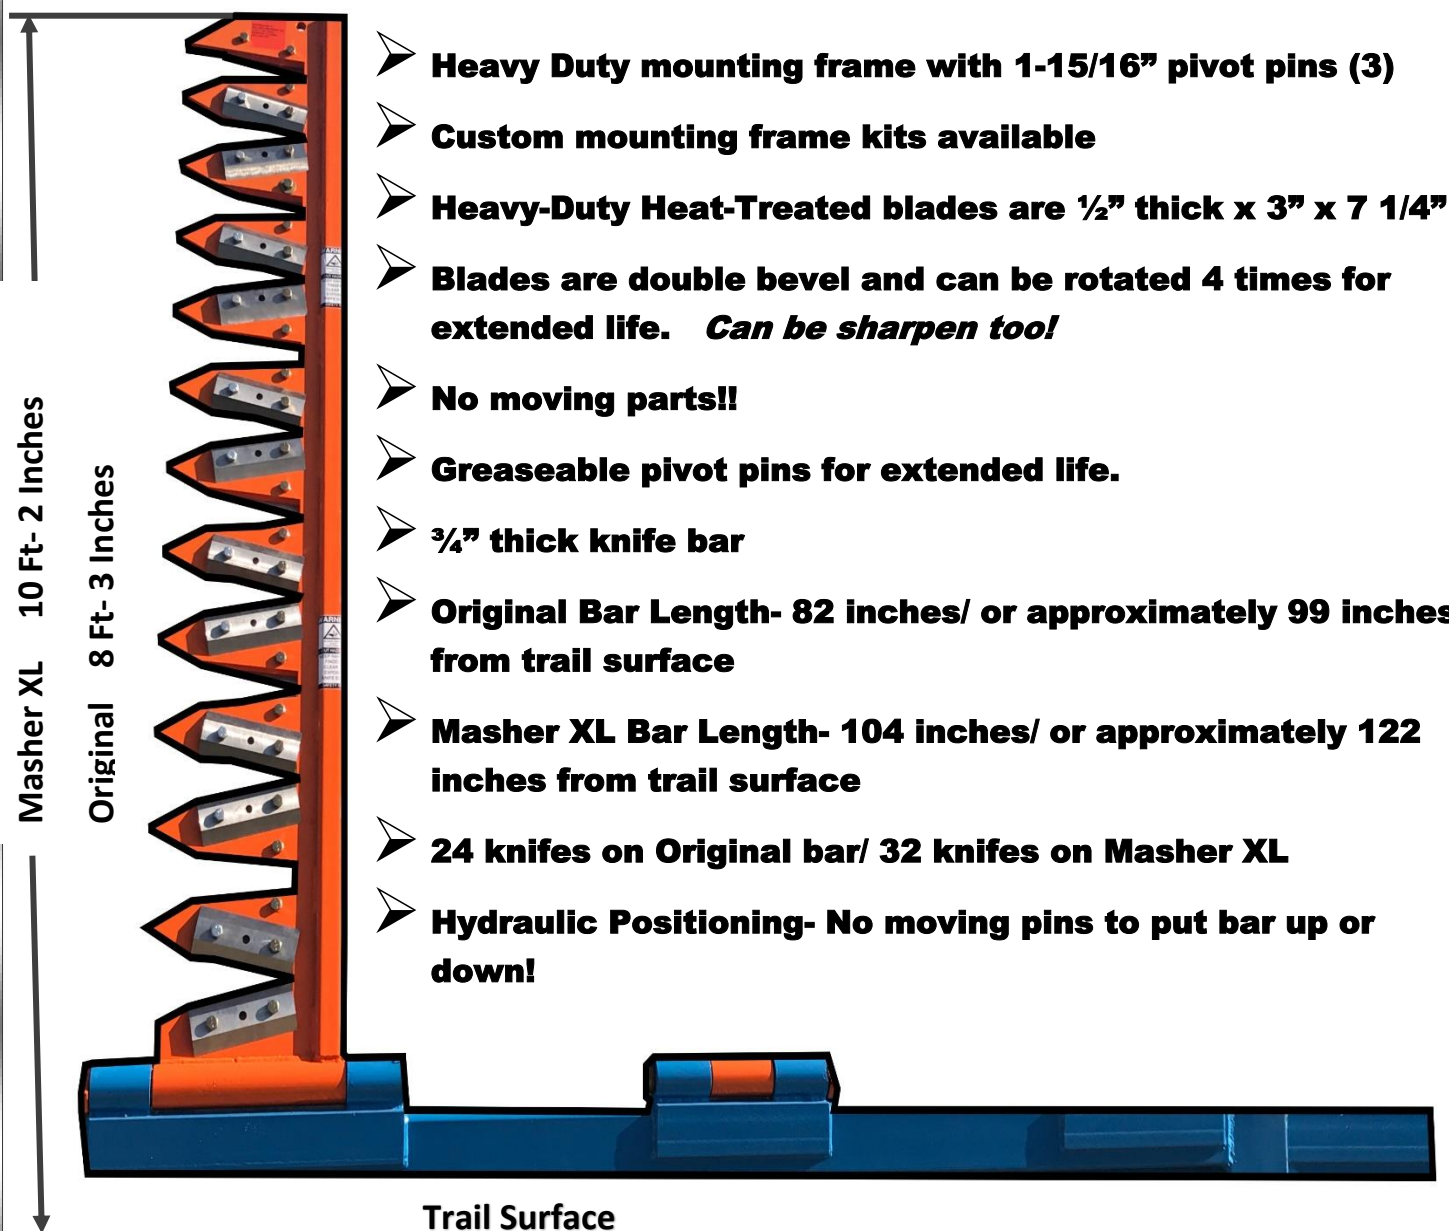 Heavy Duty mounting frame with 1-15/16” pivot pins (3)
Custom mounting frame kits available
Heavy-Duty Heat-Treated blades are ½” thick x 3” x 7 1/4”
Blades are double bevel and can be rotated 4 times for
extended life. Can be sharpen too!
No moving parts!!
Greaseable pivot pins for extended life.
¾” thick knife bar
Original Bar Length- 82 inches/ or approximately 99 inches
from trail surface
Masher XL Bar Length- 104 inches/ or approximately 122
inches from trail surface
24 knifes on Original bar/ 32 knifes on Masher XL
Hydraulic Positioning- No moving pins to put bar up or
down!
Masher XL 10 Ft- 2 Inches
Original 8 Ft- 3 Inches
Trail Surface